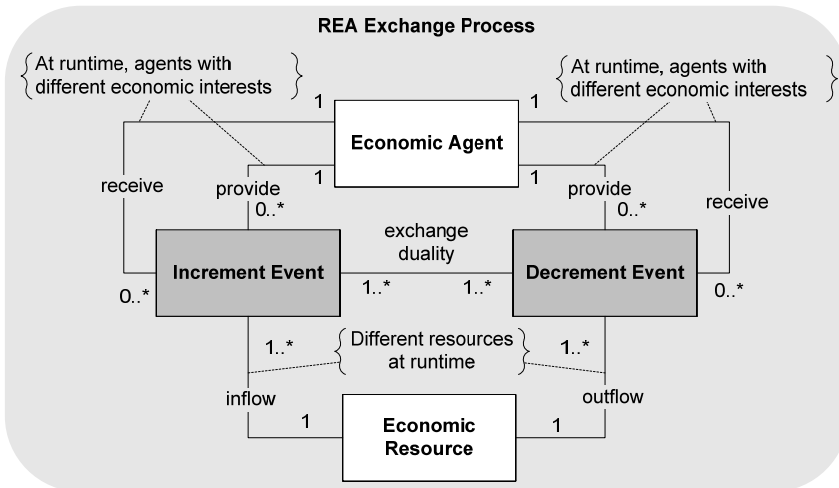 REA Exchange Process
At runtime, agents with
different economic interests
At runtime, agents with
different economic interests
1
1
Economic Agent
1
1
receive
provide
0..*
provide
0..*
receive
exchange
duality
Increment Event
Decrement Event
0..*
1..*
1..*
0..*
1..*
Different resources
at runtime
1..*
inflow
outflow
1
Economic
Resource
1